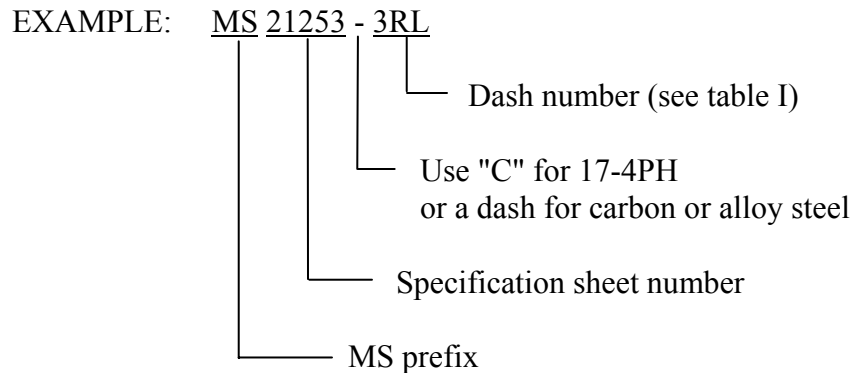 EXAMPLE: MS 21253 - 3RL
Dash number (see table I)
Use "C" for 17-4PH
or a dash for carbon or alloy steel
Specification sheet number
MS prefix